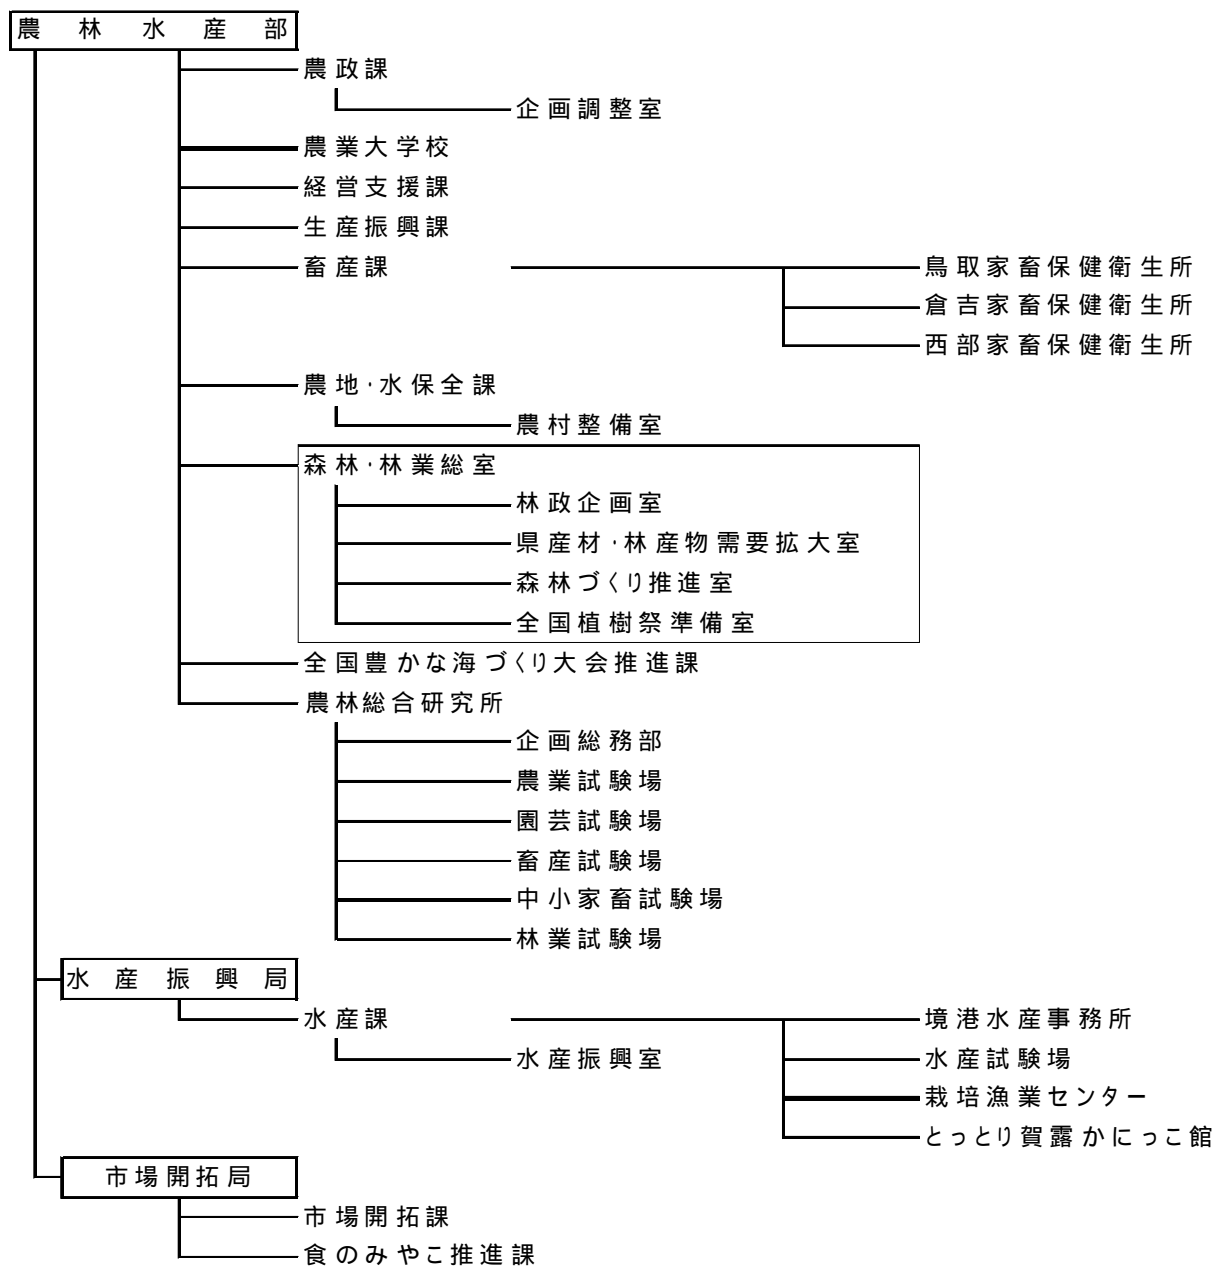 農林水産部
農政課
企画調整室
農業大学校
経営支援課
生産振興課
畜産課
鳥取家畜保健衛生所
倉吉家畜保健衛生所
西部家畜保健衛生所
農地・水保全課
農村整備室
森林・林業総室
林政企画室
県産材・林産物需要拡大室
森林づくり推進室
全国植樹祭準備室
全国豊かな海づくり大会推進課
農林総合研究所
企画総務部
農業試験場
園芸試験場
畜産試験場
中小家畜試験場
林業試験場
水産振興局
水産課
境港水産事務所
水産振興室
水産試験場
栽培漁業センター
とっとり賀露かにっこ館
市場開拓局
市場開拓課
食のみやこ推進課